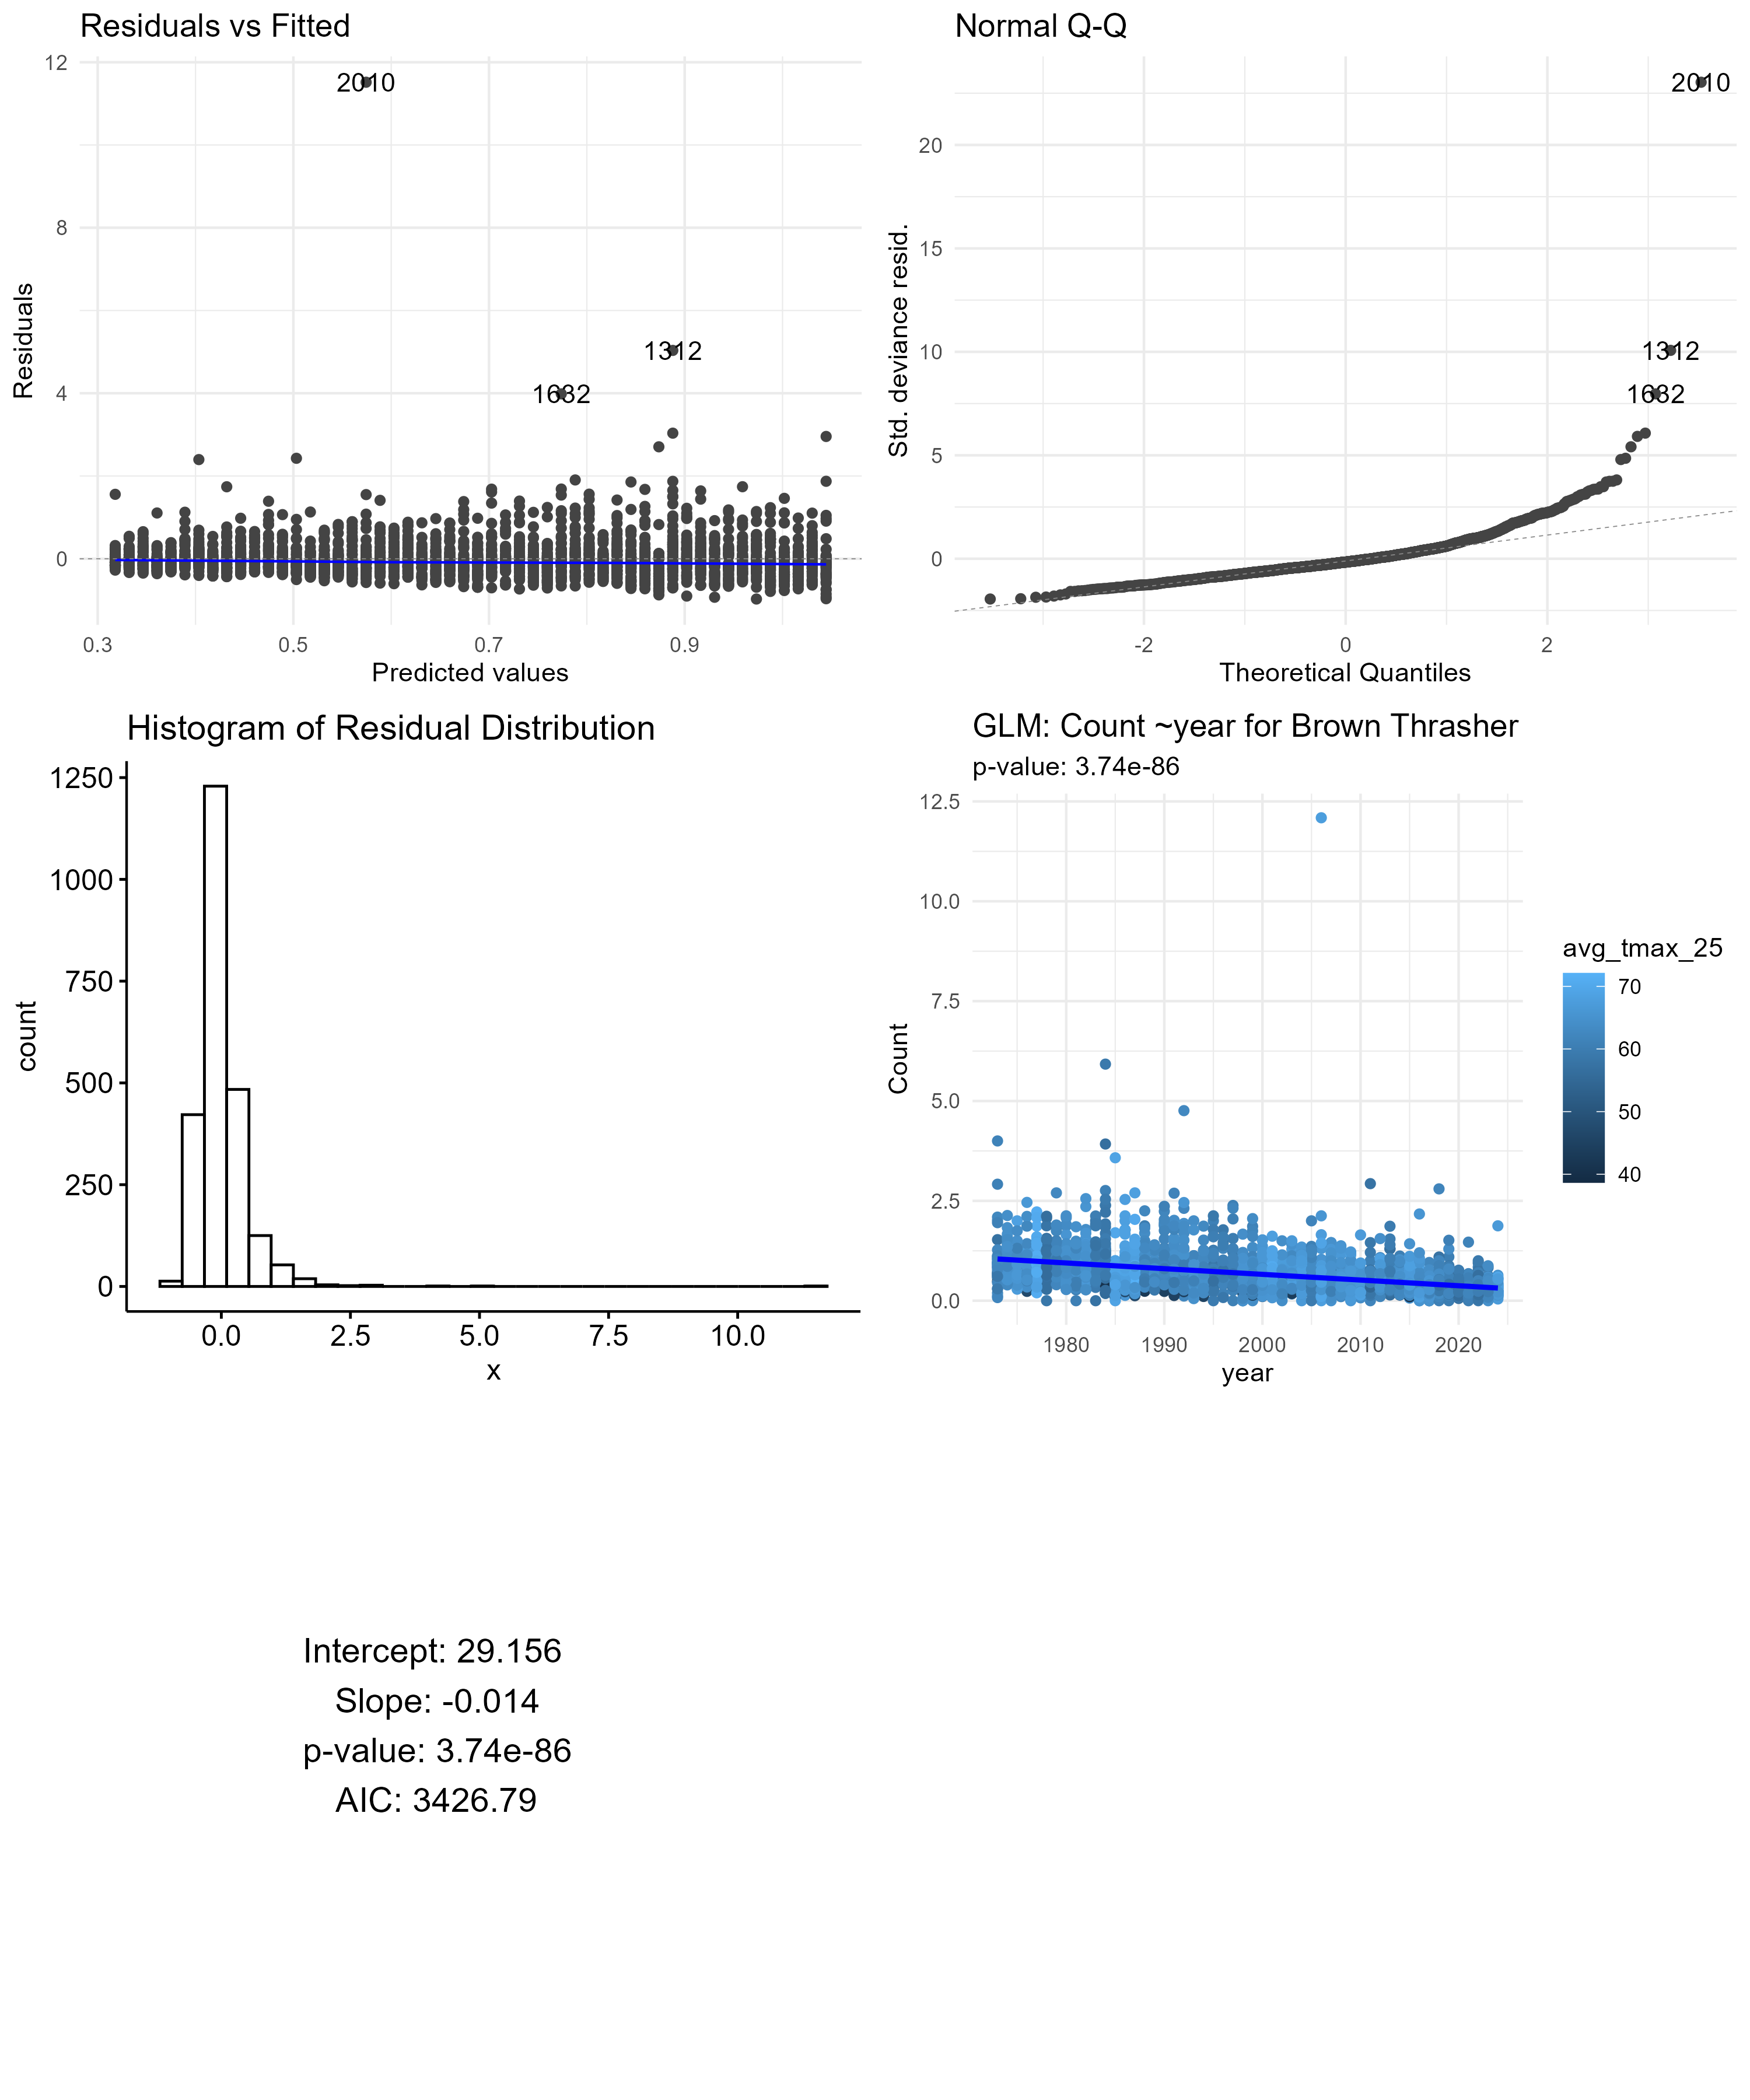 Residuals vs Fitted
12
8
4
0
Residuals
2010
1312
1632
0.3
0.5
0.7
0.9
Predicted values
Normal Q-Q
20
15
10
5
0
Std. deviance resid.
2010
1312
1632
-2
0
2
Theoretical Quantiles
Histogram of Residual Distribution
1250
1000
750
500
250
0
count
0.0
2.5
5.0
7.5
10.0
x
GLM: Count ~year for Brown Thrasher
p-value: 3.74e-86
12.5
10.0
7.5
5.0
2.5
0.0
Count
1980
1990
2000
2010
2020
year
avg_tmax_25
70
60
50
40
Intercept: 29.156
Slope: -0.014
p-value: 3.74e-86
AIC: 3426.79